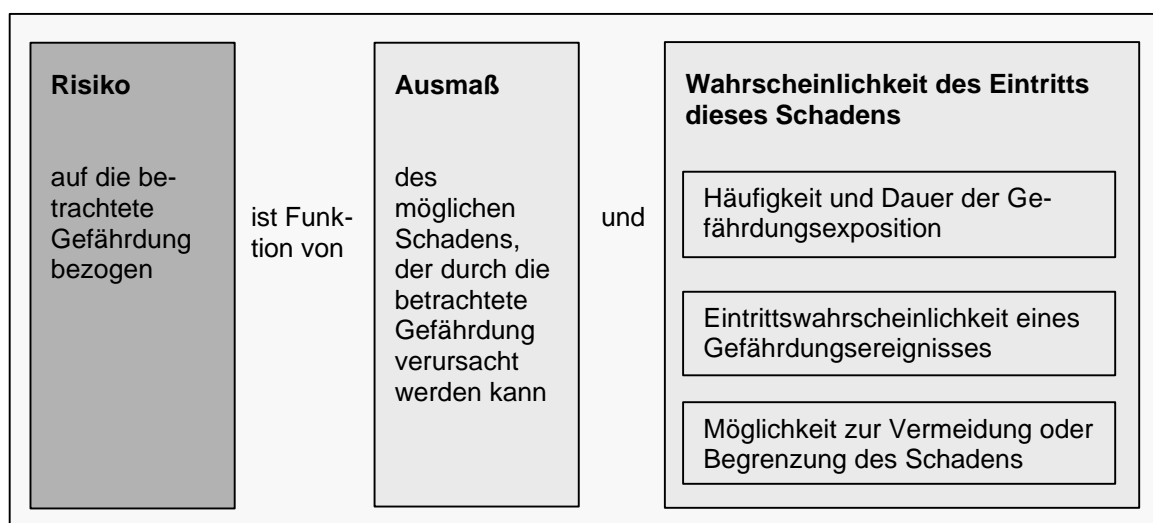 Risiko
auf die be-
trachtete
Gefährdung
bezogen
ist Funk-
tion von
Ausmaß
des
möglichen
Schadens,
der durch die
betrachtete
Gefährdung
verursacht
werden kann
und
Wahrscheinlichkeit des Eintritts
dieses Schadens
Häufigkeit und Dauer der Ge-
fährdungsexposition
Eintrittswahrscheinlichkeit eines
Gefährdungsereignisses
Möglichkeit zur Vermeidung oder
Begrenzung des Schadens